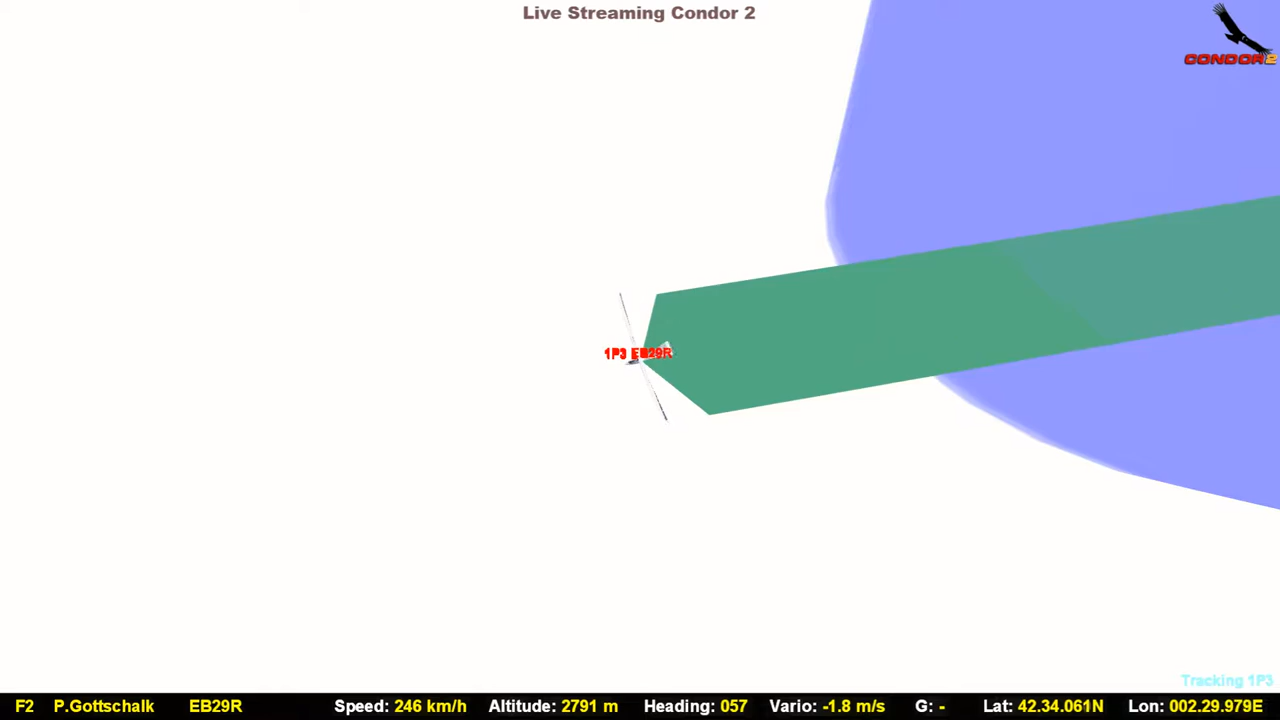 Live Streaming Condor 2
CONDOR2
1P3 EB29R
Tracking 1P3
F2 P.Gottschalk EB29R Speed: 246 km/h Altitude: 2791 m Heading: 057 Vario: -1.8 m/s G: - Lat: 42.34.061N Lon: 002.29.979E